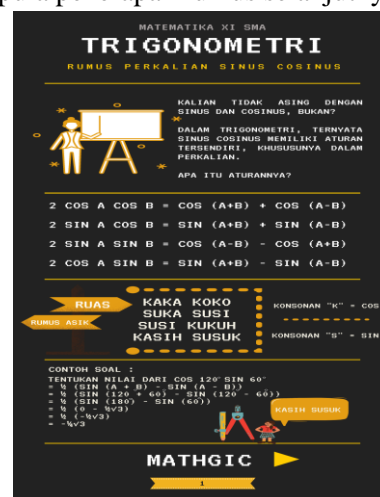 MATEMATIKA XI SMA
TRIGONOMETRI
RUMUS PERKALIAN SINUS COSINUS
KALIAN TIDAK ASING DENGAN
SINUS DAN COSINUS, BUKAN?
DALAM TRIGONOMETRI, TERNYATA
SINUS COSINUS MEMILIKI ATURAN
TERSENDIRI, KHUSUSUNYA DALAM
PERKALIAN.
APA ITU ATURANNYA?
2 COS A COS B = COS (A+B) + COS (A-B)
2 SIN A COS B = SIN (A+B) + SIN (A-B)
2 SIN A SIN B = COS (A-B) - COS (A+B)
2 COS A SIN B = SIN (A+B) - SIN (A-B)
RUAS
RUMUS ASIK
KAKA KOKO
SUKA SUSI
SUSI KUKUH
KASIH SUSUK
KONSONAN "K" = COS
KONSONAN "S" = SIN
CONTOH SOAL :
TENTUKAN NILAI DARI COS 120° SIN 60°
= ½ (SIN (A + B) - SIN (A - B))
= ½ (SIN (120 + 60) - SIN (120 - 60))
= ½ (SIN (180) - SIN (60))
= ½ (0 - ½√3)
= ½ (-½√3)
= -¼√3
KASIH SUSUK
MATHGIC
1